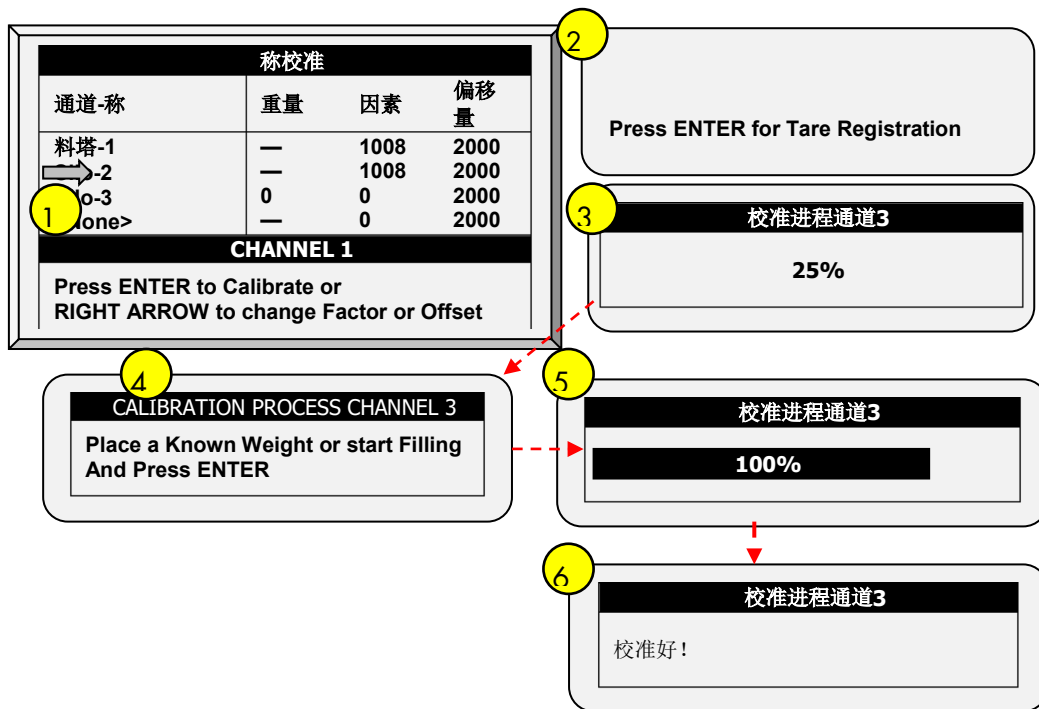 1
称校准
通道-称 重量 因素 偏移
量
料塔-1 — 1008 2000
-2 — 1008 2000
-3 0 0 2000
— 0 2000
CHANNEL 1
Press ENTER to Calibrate or
RIGHT ARROW to change Factor or Offset
2
Press ENTER for Tare Registration
3
校准进程通道3
25%
4
CALIBRATION PROCESS CHANNEL 3
Place a Known Weight or start Filling
And Press ENTER
5
校准进程通道3
100%
6
校准进程通道3
校准好！